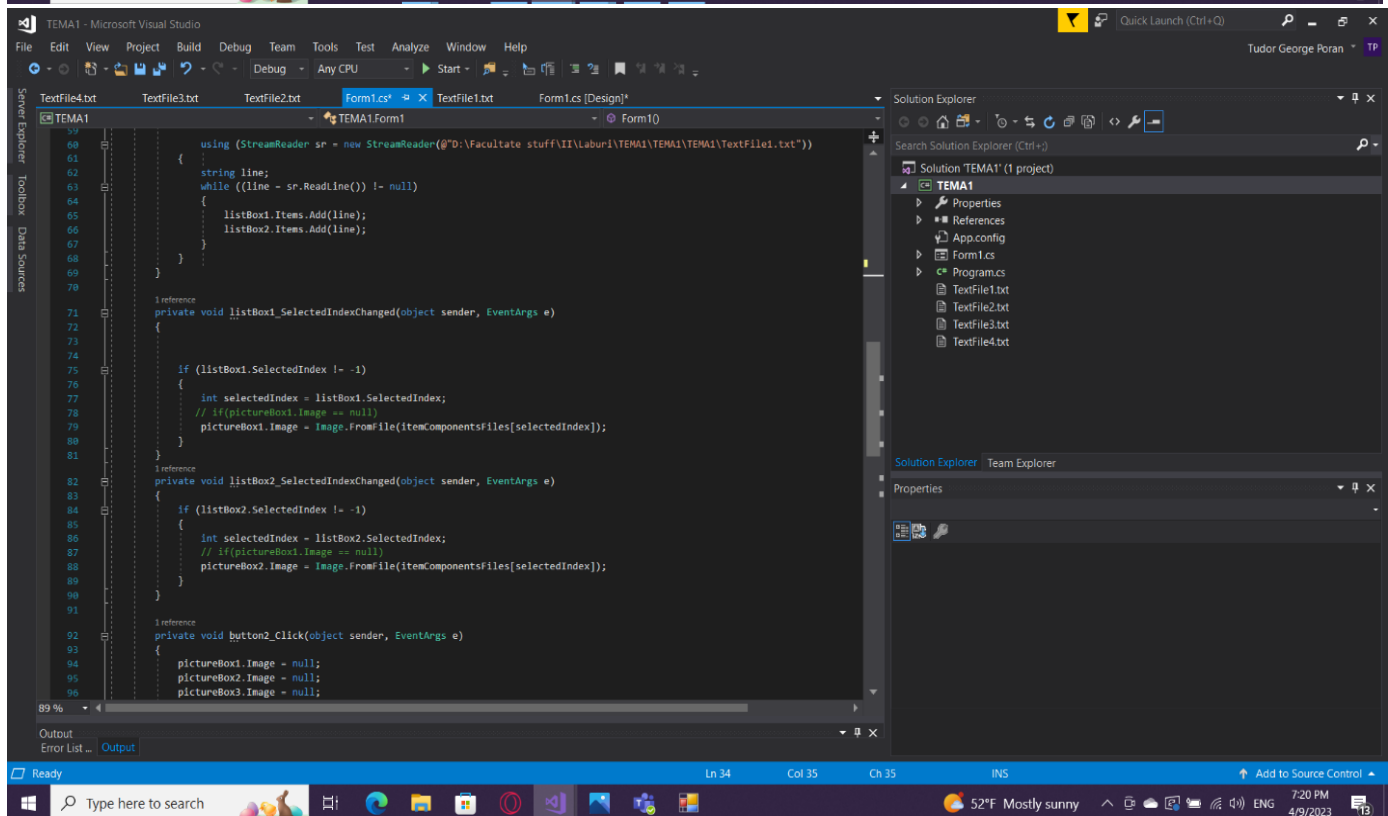 TEMA1 - Microsoft Visual Studio
Quick Launch (Ctrl+Q)
File Edit View Project Build Debug Team Tools Test Analyze Window Help
Tudor George Poran TP
Debug Any CPU Start
TextFile4.txt TextFile3.txt TextFile2.txt Form1.cs* TextFile1.txt Form1.cs [Design]*
TEMA1 TEMA1.Form1 Form1()
59
60 using (StreamReader sr = new StreamReader(@"D:\Facultate stuff\II\Laburi\TEMA1\TEMA1\TEMA1\TextFile1.txt"))
61 {
62 string line;
63 while ((line = sr.ReadLine()) != null)
64 {
65 listBox1.Items.Add(line);
66 listBox2.Items.Add(line);
67 }
68 }
69 }
70
1 reference
71 private void listBox1_SelectedIndexChanged(object sender, EventArgs e)
72 {
73
74
75 if (listBox1.SelectedIndex != -1)
76 {
77 int selectedIndex = listBox1.SelectedIndex;
78 // if(pictureBox1.Image == null)
79 pictureBox1.Image = Image.FromFile(itemComponentsFiles[selectedIndex]);
80 }
81 }
1 reference
82 private void listBox2_SelectedIndexChanged(object sender, EventArgs e)
83 {
84 if (listBox2.SelectedIndex != -1)
85 {
86 int selectedIndex = listBox2.SelectedIndex;
87 // if(pictureBox1.Image == null)
88 pictureBox2.Image = Image.FromFile(itemComponentsFiles[selectedIndex]);
89 }
90 }
91
1 reference
92 private void button2_Click(object sender, EventArgs e)
93 {
94 pictureBox1.Image = null;
95 pictureBox2.Image = null;
96 pictureBox3.Image = null;
89 %
Output
Error List ... Output
Server Explorer
Toolbox
Data Sources
Solution Explorer
Search Solution Explorer (Ctrl+;)
Solution 'TEMA1' (1 project)
TEMA1
Properties
References
App.config
Form1.cs
Program.cs
TextFile1.txt
TextFile2.txt
TextFile3.txt
TextFile4.txt
Solution Explorer Team Explorer
Properties
Ready Ln 34 Col 35 Ch 35 INS Add to Source Control
Type here to search 52°F Mostly sunny ENG 7:20 PM
4/9/2023
13